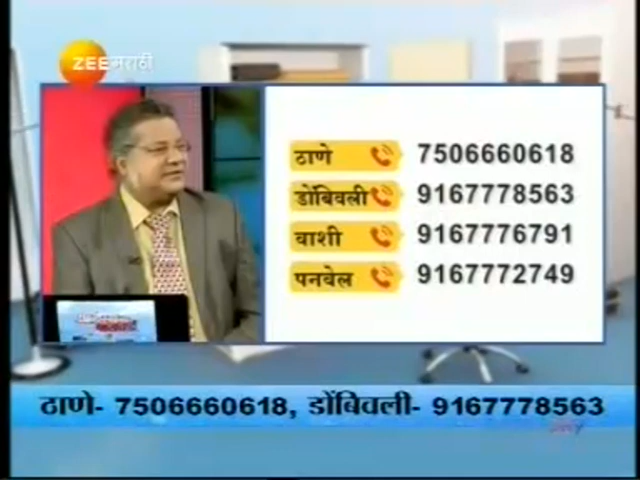 ZEE मराठी
ठाणे 7506660618
डोंबिवली 9167778563
वाशी 9167776791
पनवेल 9167772749
ठाणे- 7506660618, डोंबिवली- 9167778563